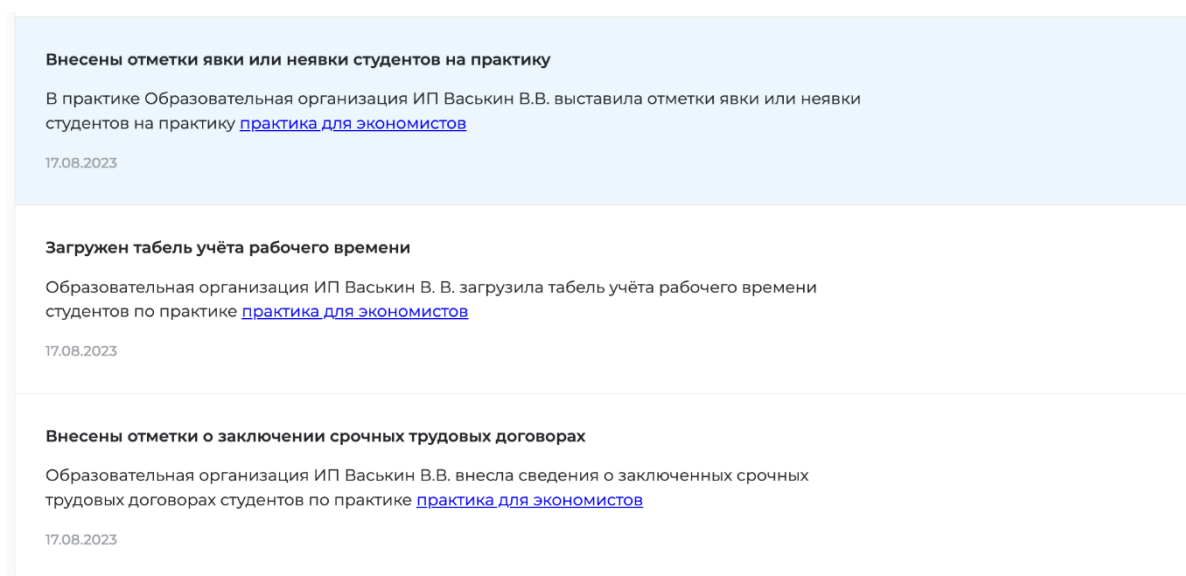 Внесены отметки явки или неявки студентов на практику
В практике Образовательная организация ИП Васькин В.В. выставила отметки явки или неявки
студентов на практику практика для экономистов
17.08.2023
Загружен табель учёта рабочего времени
Образовательная организация ИП Васькин В. В. загрузила табель учёта рабочего времени
студентов по практике практика для экономистов
17.08.2023
Внесены отметки о заключении срочных трудовых договорах
Образовательная организация ИП Васькин В.В. внесла сведения о заключенных срочных
трудовых договорах студентов по практике практика для экономистов
17.08.2023